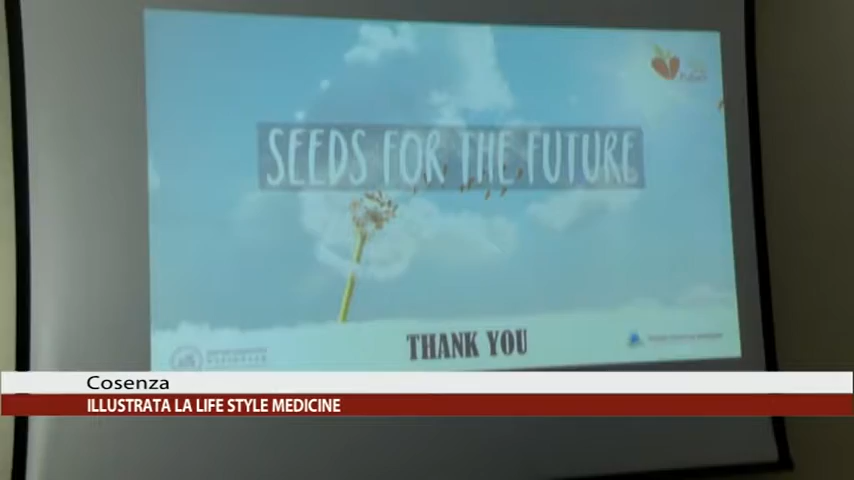 SEEDS FOR THE FUTURE
THANK YOU
Cosenza
ILLUSTRATA LA LIFE STYLE MEDICINE